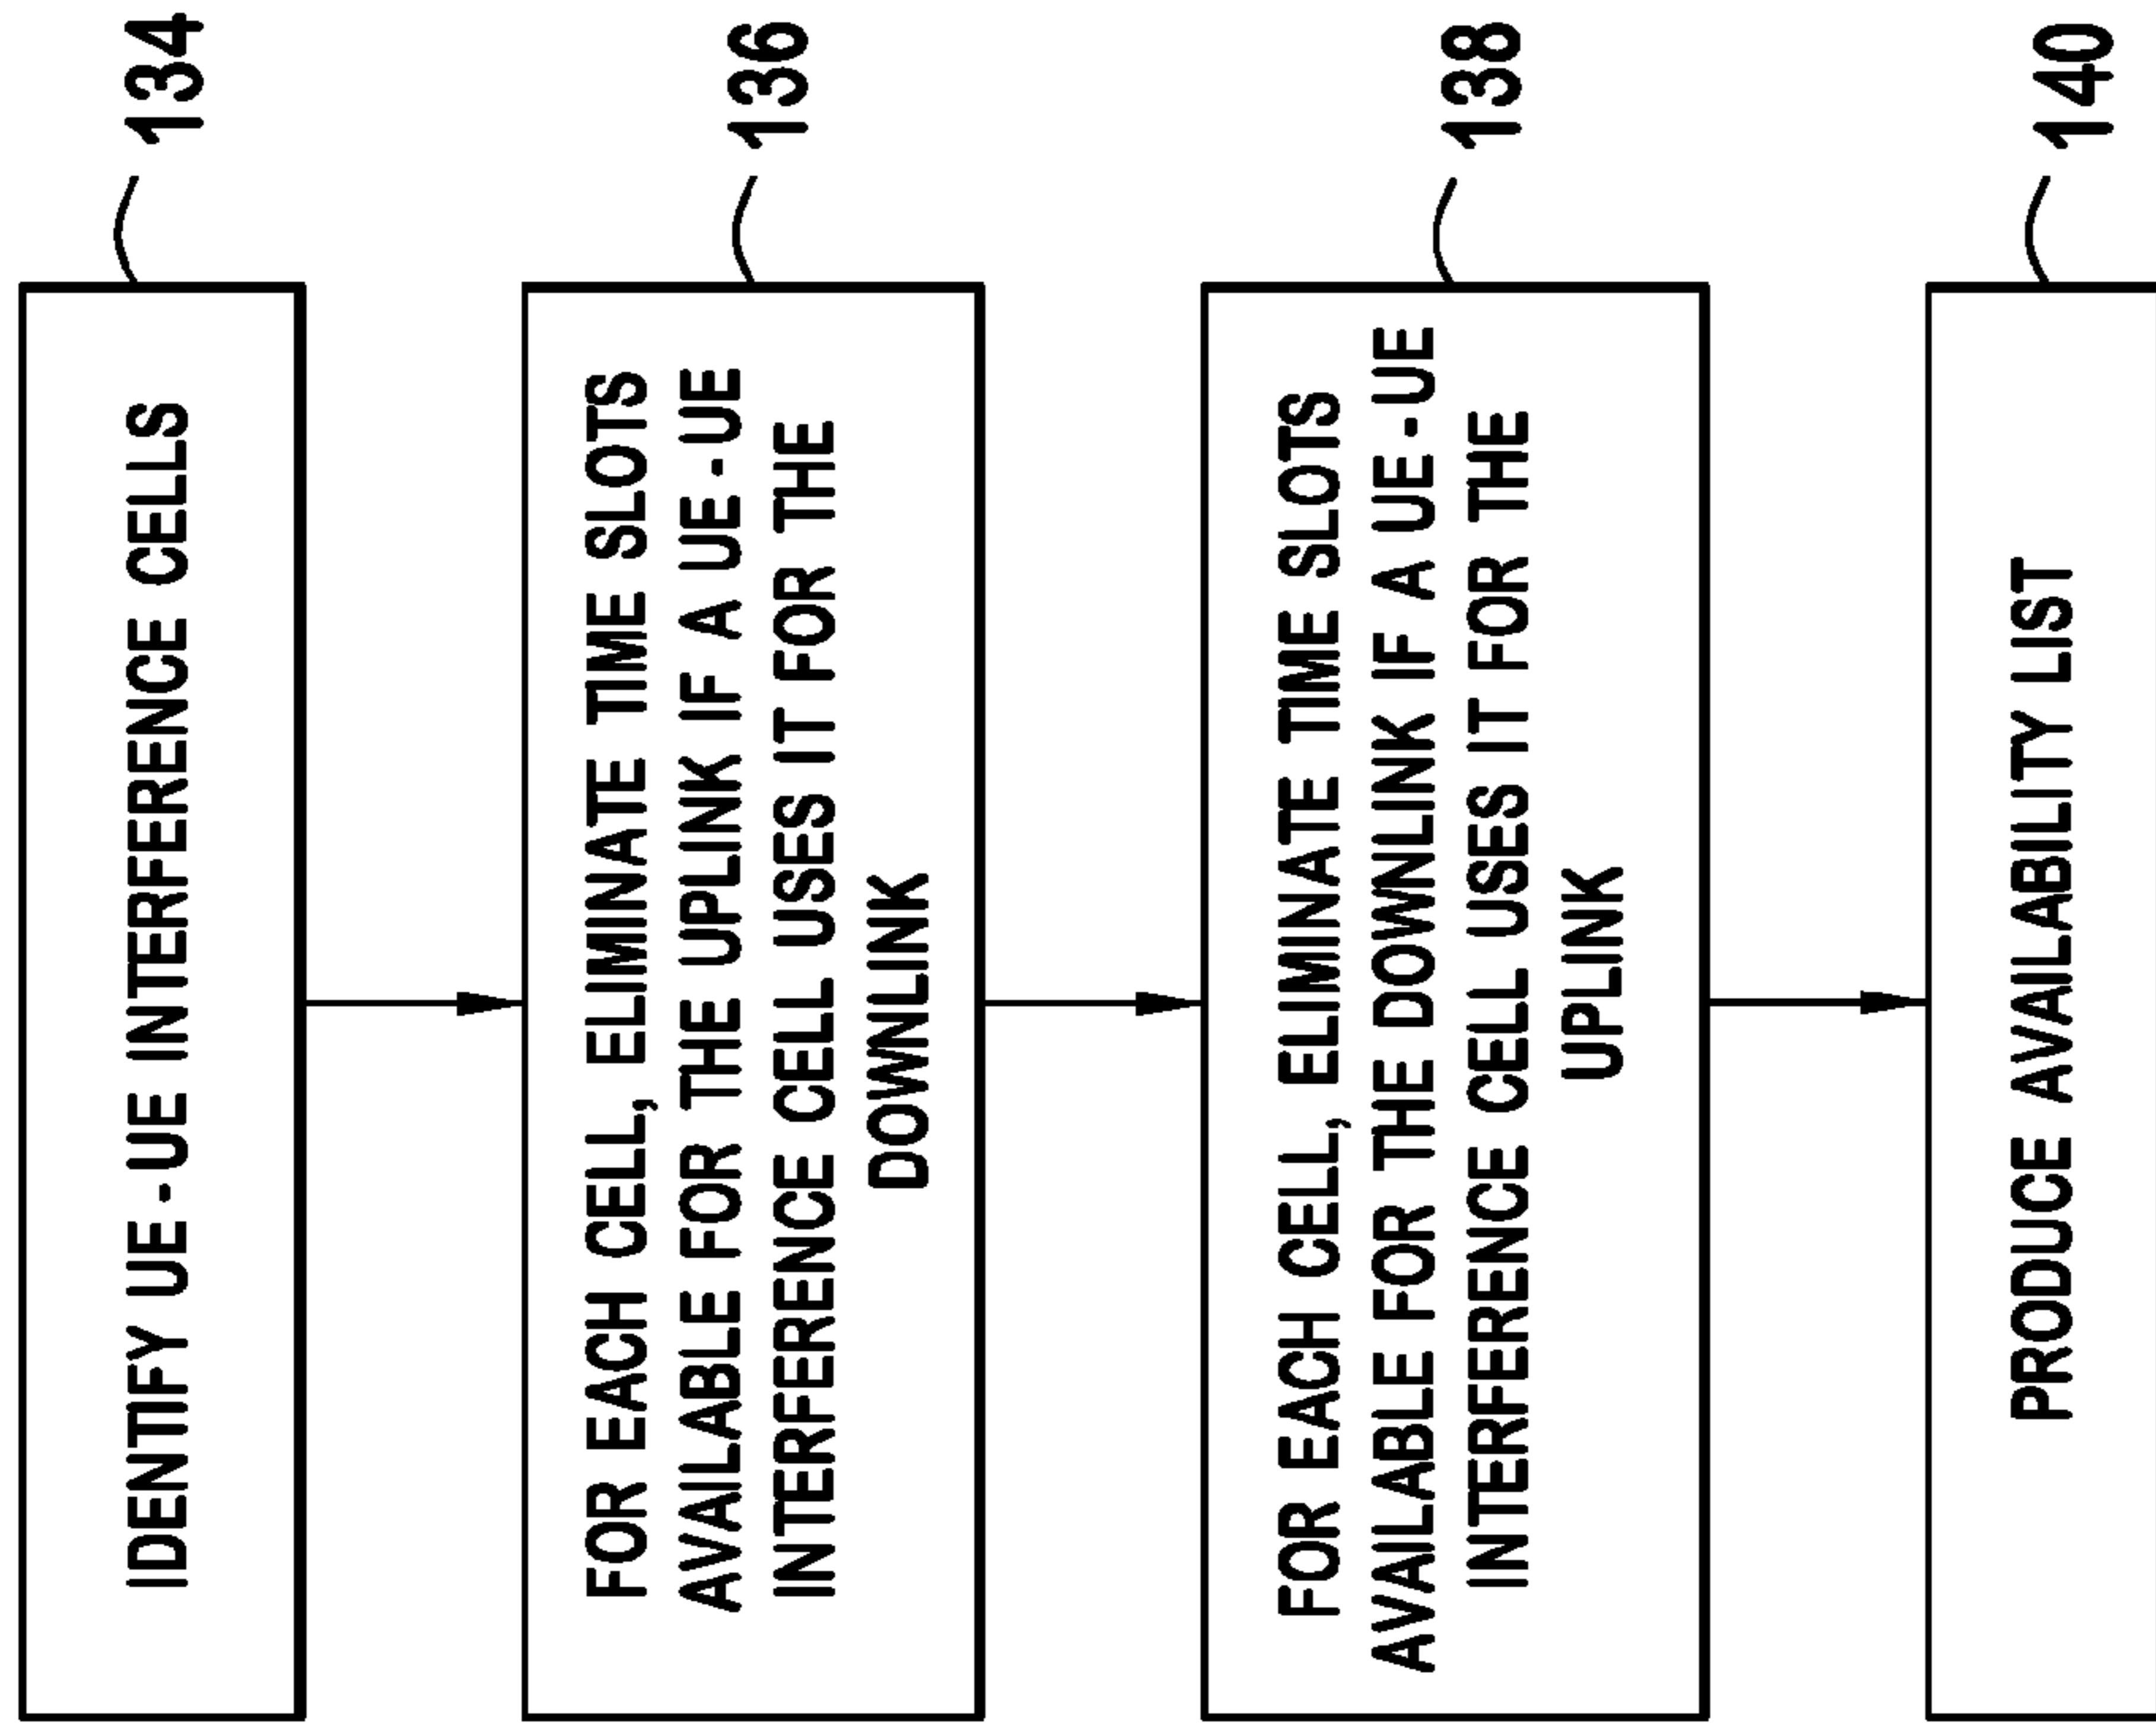 IDENTIFY UE-UE INTERFERENCE CELLS
134
FOR EACH CELL, ELIMINATE TIME SLOTS
AVAILABLE FOR THE UPLINK IF A UE-UE
INTERFERENCE CELL USES IT FOR THE
DOWNLINK
136
FOR EACH CELL, ELIMINATE TIME SLOTS
AVAILABLE FOR THE DOWNLINK IF A UE-UE
INTERFERENCE CELL USES IT FOR THE
UPLINK
138
PRODUCE AVAILABILITY LIST
140